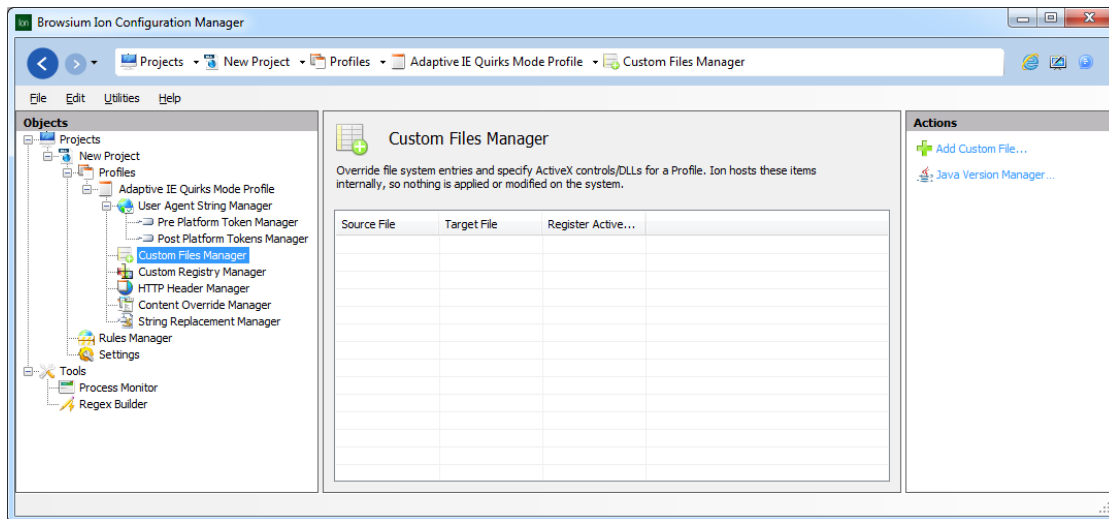 Ion Browsium Ion Configuration Manager
Projects New Project Profiles Adaptive IE Quirks Mode Profile Custom Files Manager
File Edit Utilities Help
Objects
Projects
New Project
Profiles
Adaptive IE Quirks Mode Profile
User Agent String Manager
Pre Platform Token Manager
Post Platform Tokens Manager
Custom Files Manager
Custom Registry Manager
HTTP Header Manager
Content Override Manager
String Replacement Manager
Rules Manager
Settings
Tools
Process Monitor
Regex Builder
Custom Files Manager
Override file system entries and specify ActiveX controls/DLLs for a Profile. Ion hosts these items
internally, so nothing is applied or modified on the system.
Source File Target File Register Active...
Actions
Add Custom File...
Java Version Manager...